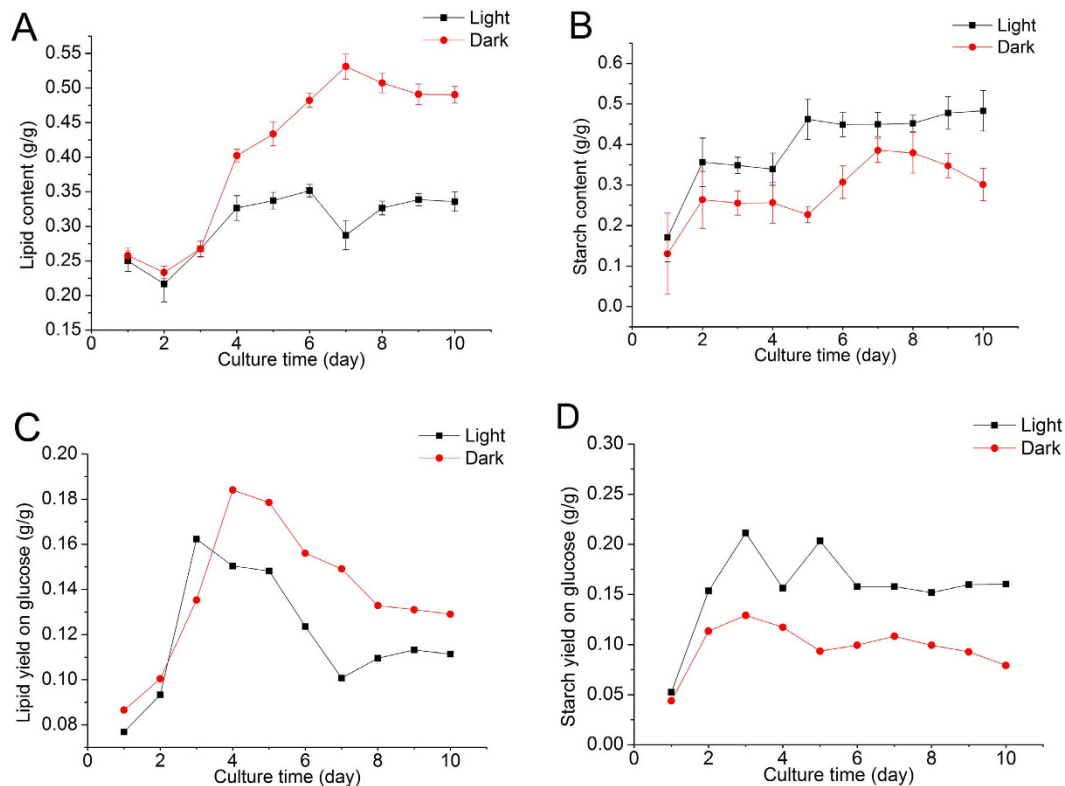 A
Light
Dark
Lipid content (g/g)
0.55
0.50
0.45
0.40
0.35
0.30
0.25
0.20
0.15
0 2 4 6 8 10
Culture time (day)
B
Light
Dark
Starch content (g/g)
0.6
0.5
0.4
0.3
0.2
0.1
0.0
0 2 4 6 8 10
Culture time (day)
C
Light
Dark
Lipid yield on glucose (g/g)
0.20
0.18
0.16
0.14
0.12
0.10
0.08
0 2 4 6 8 10
Culture time (day)
D
Light
Dark
Starch yield on glucose (g/g)
0.30
0.25
0.20
0.15
0.10
0.05
0.00
0 2 4 6 8 10
Culture time (day)